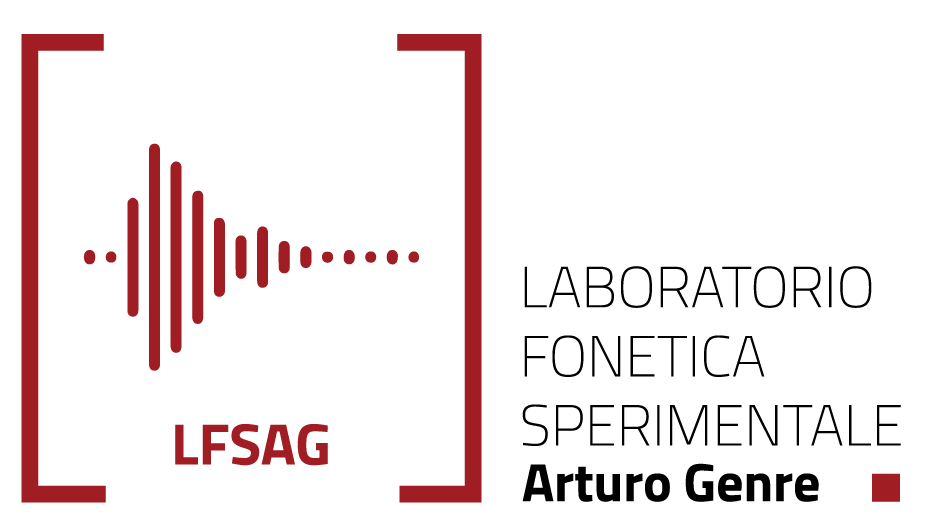 LFSAG
LABORATORIO
FONETICA
SPERIMENTALE
Arturo Genre